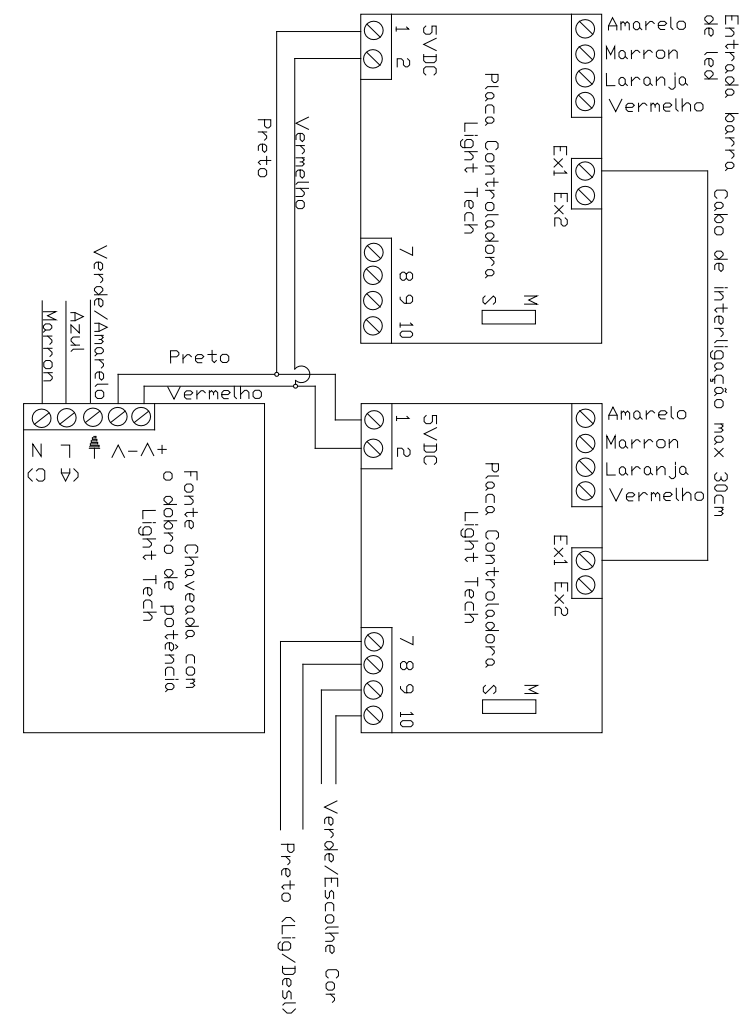 Entrada barra
de led
Amarelo
Marron
Laranja
Vermelho
5VDC
1
2
Placa Controladora
Light Tech
Ex1 Ex2
7
8
9
10
S
M
Cabo de interligação max 30cm
Preto
Vermelho
Preto
Vermelho
Verde/Amarelo
Azul
Marron
N
L
-V
+V
(A C)
Fonte Chaveada com
o dobro de potência
Light Tech
Amarelo
Marron
Laranja
Vermelho
5VDC
1
2
Placa Controladora
Light Tech
Ex1 Ex2
7
8
9
10
S
M
Verde/Escolhe Cor
Preto (Lig/Desl)